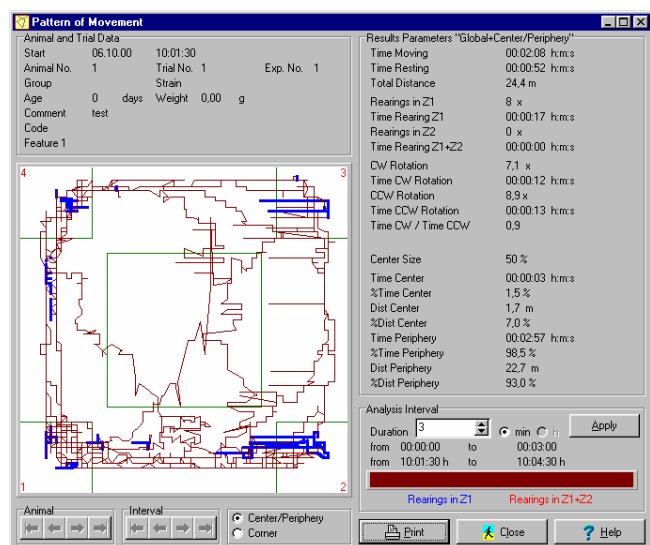 Pattern of Movement
Animal and Trial Data
Start 06.10.00 10:01:30
Animal No. 1 Trial No. 1 Exp. No. 1
Group Strain
Age 0 days Weight 0,00 g
Comment test
Code
Feature 1
4 3
1 2
Animal
Interval
Center/Periphery
Corner
Results Parameters "Global+Center/Periphery"
Time Moving 00:02:08 h:m:s
Time Resting 00:00:52 h:m:s
Total Distance 24,4 m
Rearings in Z1 8 x
Time Rearing Z1 00:00:17 h:m:s
Rearings in Z2 0 x
Time Rearing Z1+Z2 00:00:00 h:m:s
CW Rotation 7,1 x
Time CW Rotation 00:00:12 h:m:s
CCW Rotation 8,9 x
Time CCW Rotation 00:00:13 h:m:s
Time CW / Time CCW 0,9
Center Size 50 %
Time Center 00:00:03 h:m:s
%Time Center 1,5 %
Dist Center 1,7 m
%Dist Center 7,0 %
Time Periphery 00:02:57 h:m:s
%Time Periphery 98,5 %
Dist Periphery 22,7 m
%Dist Periphery 93,0 %
Analysis Interval
Duration 3 min h Apply
from 00:00:00 to 00:03:00
from 10:01:30 h to 10:04:30 h
Rearings in Z1 Rearings in Z1+Z2
Print Close Help